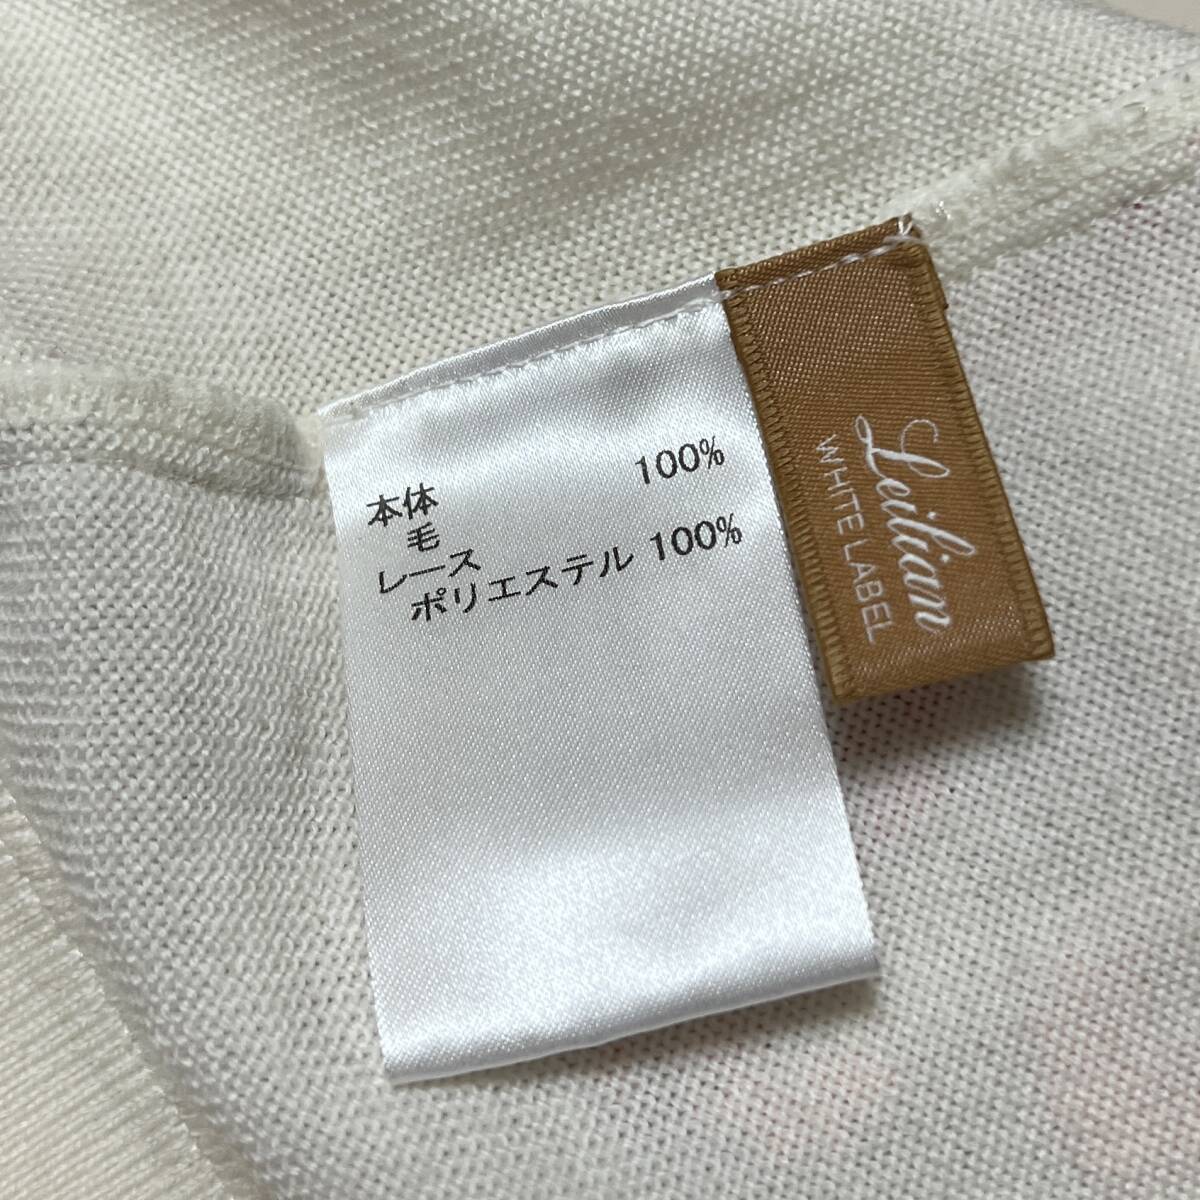 本体
毛 100%
レース
ポリエステル 100%
Leilian
WHITE LABEL